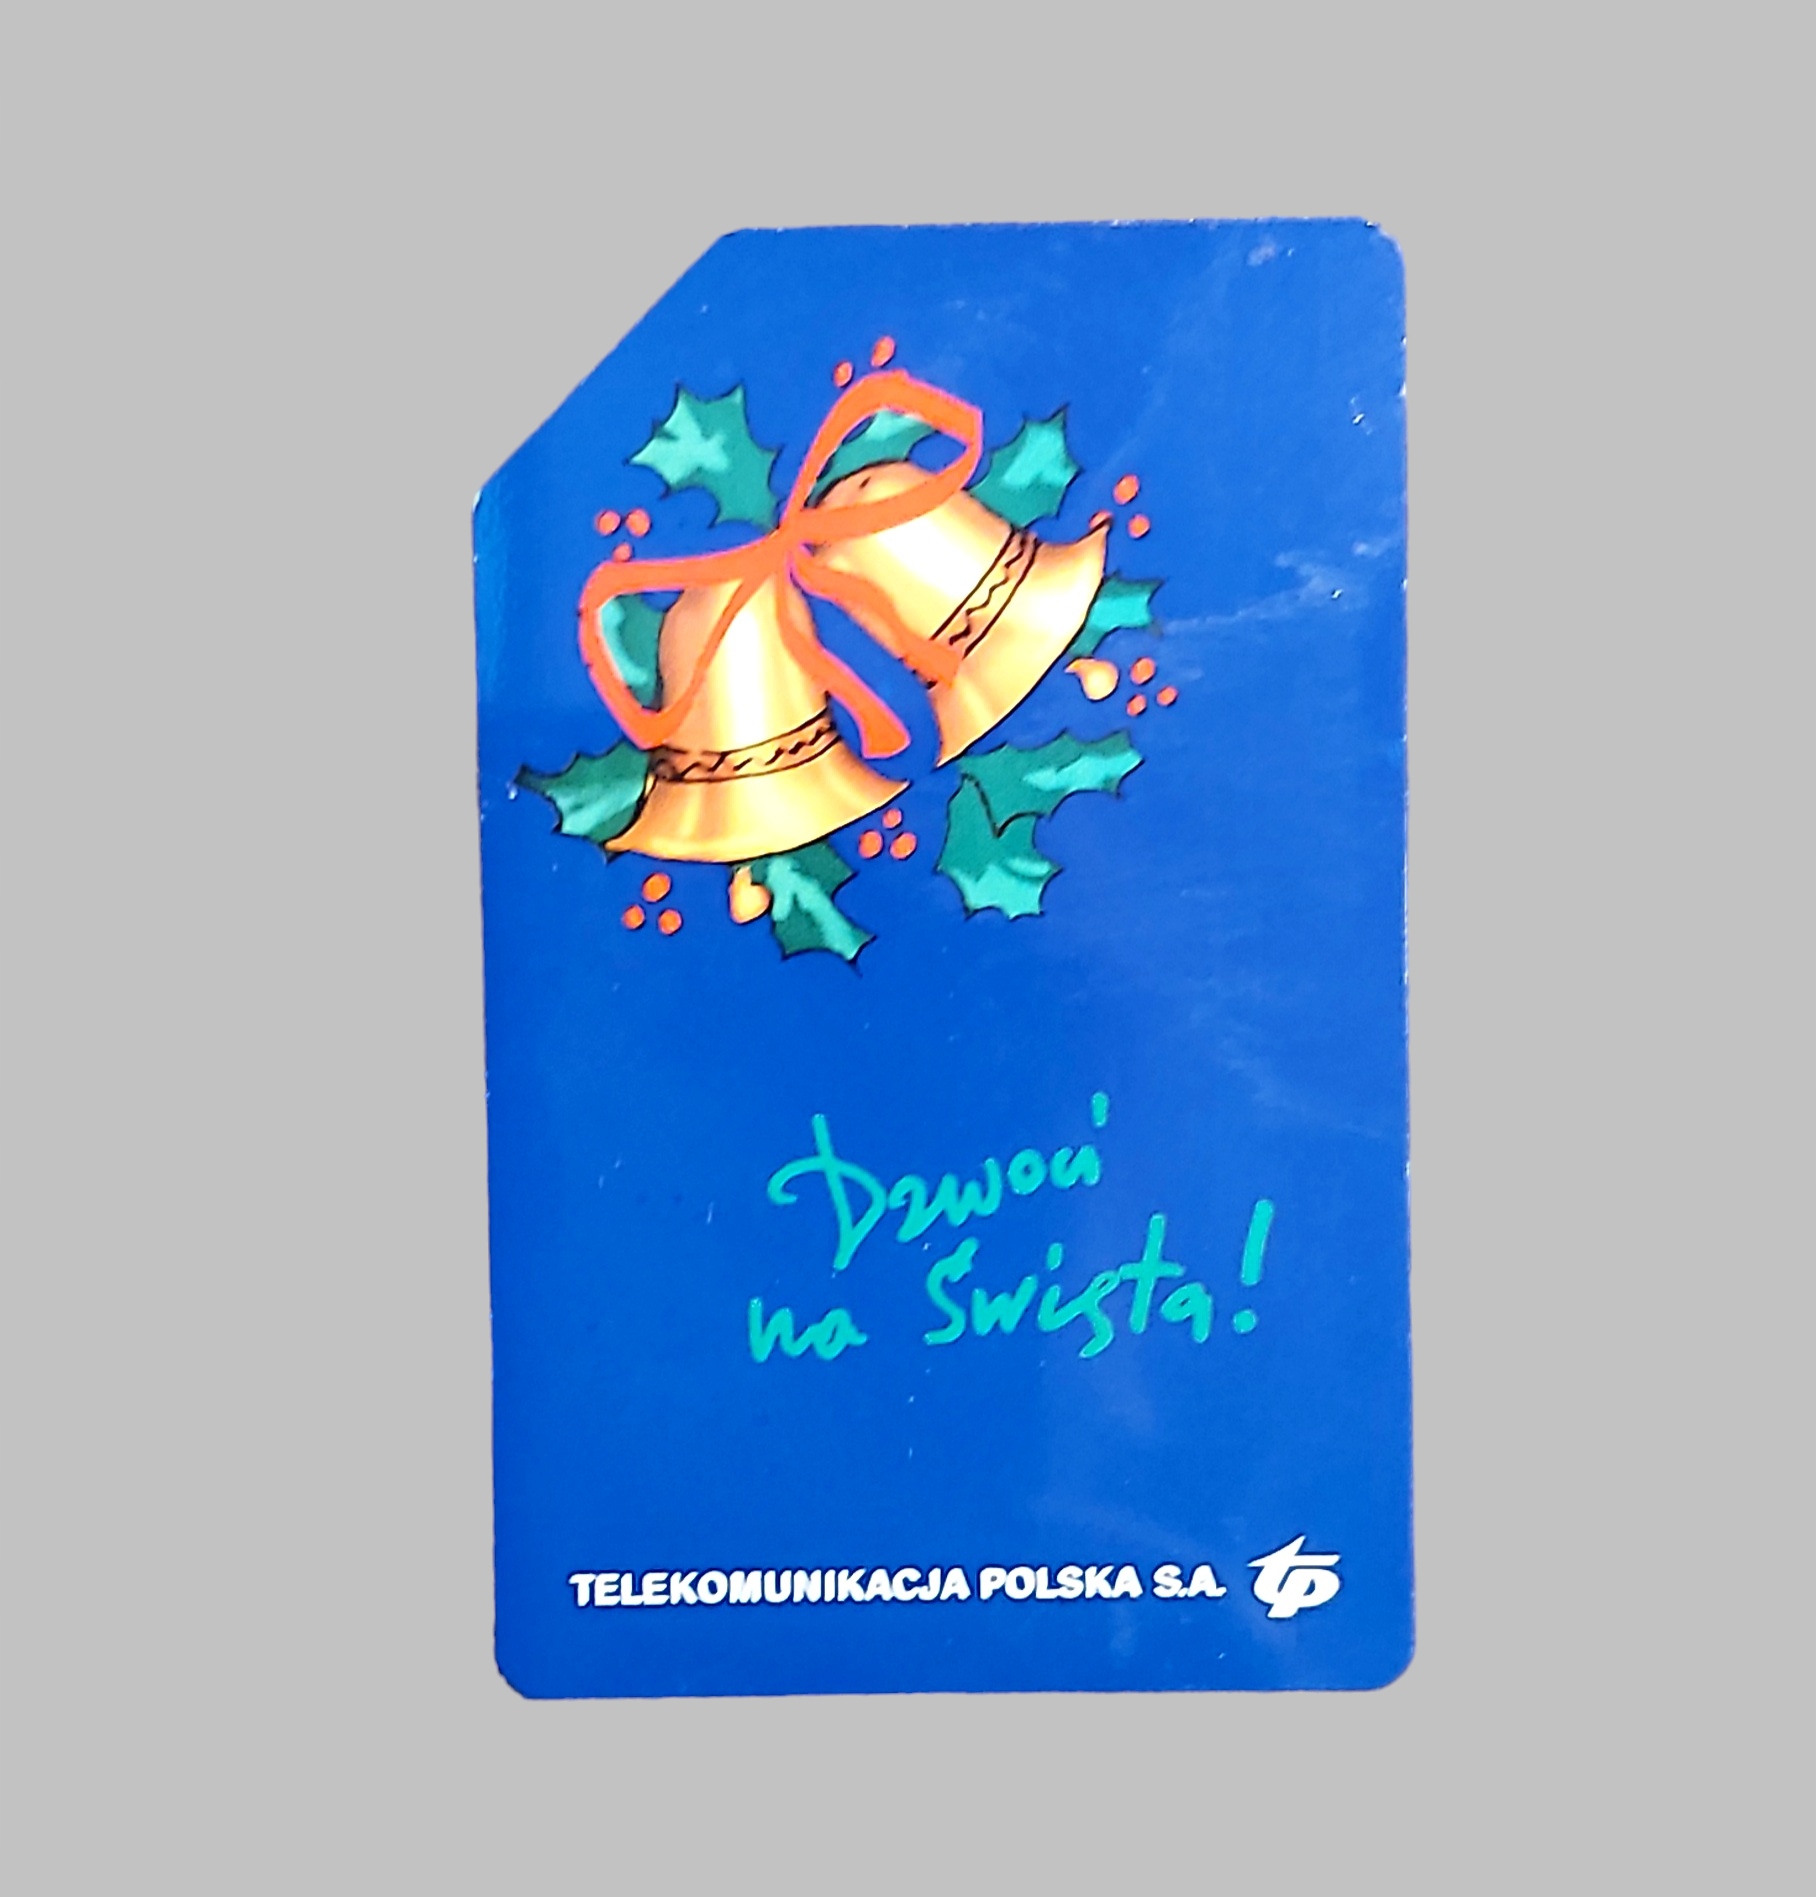 Dzwoń
na Święta!
TELEKOMUNIKACJA POLSKA S.A. tp